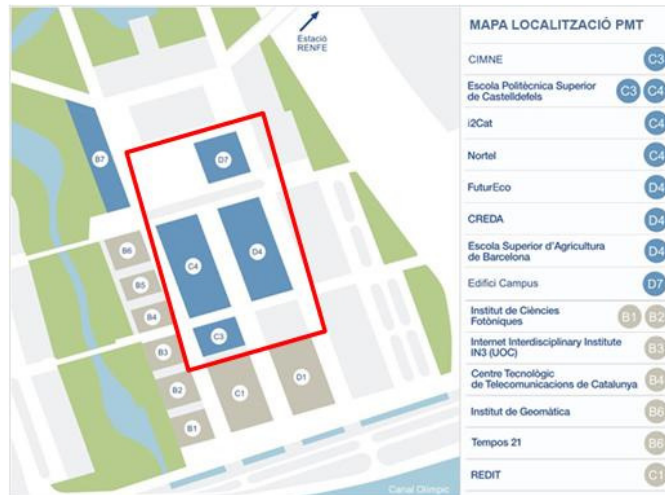 Estació
RENFE
B7
D7
B6
C4
D4
B5
B4
C3
B3
B2
C1
D1
B1
Canal Olímpic
MAPA LOCALITZACIÓ PMT
CIMNE C3
Escola Politècnica Superior
de Castelldefels C3 C4
i2Cat C4
Nortel C4
FuturEco D4
CREDA D4
Escola Superior d'Agricultura
de Barcelona D4
Edifici Campus D7
Institut de Ciències
Fotòniques B1 B2
Internet Interdisciplinary Institute
IN3 (UOC) B3
Centre Tecnològic
de Telecomunicacions de Catalunya B4
Institut de Geomàtica B6
Tempos 21 B6
REDIT C1